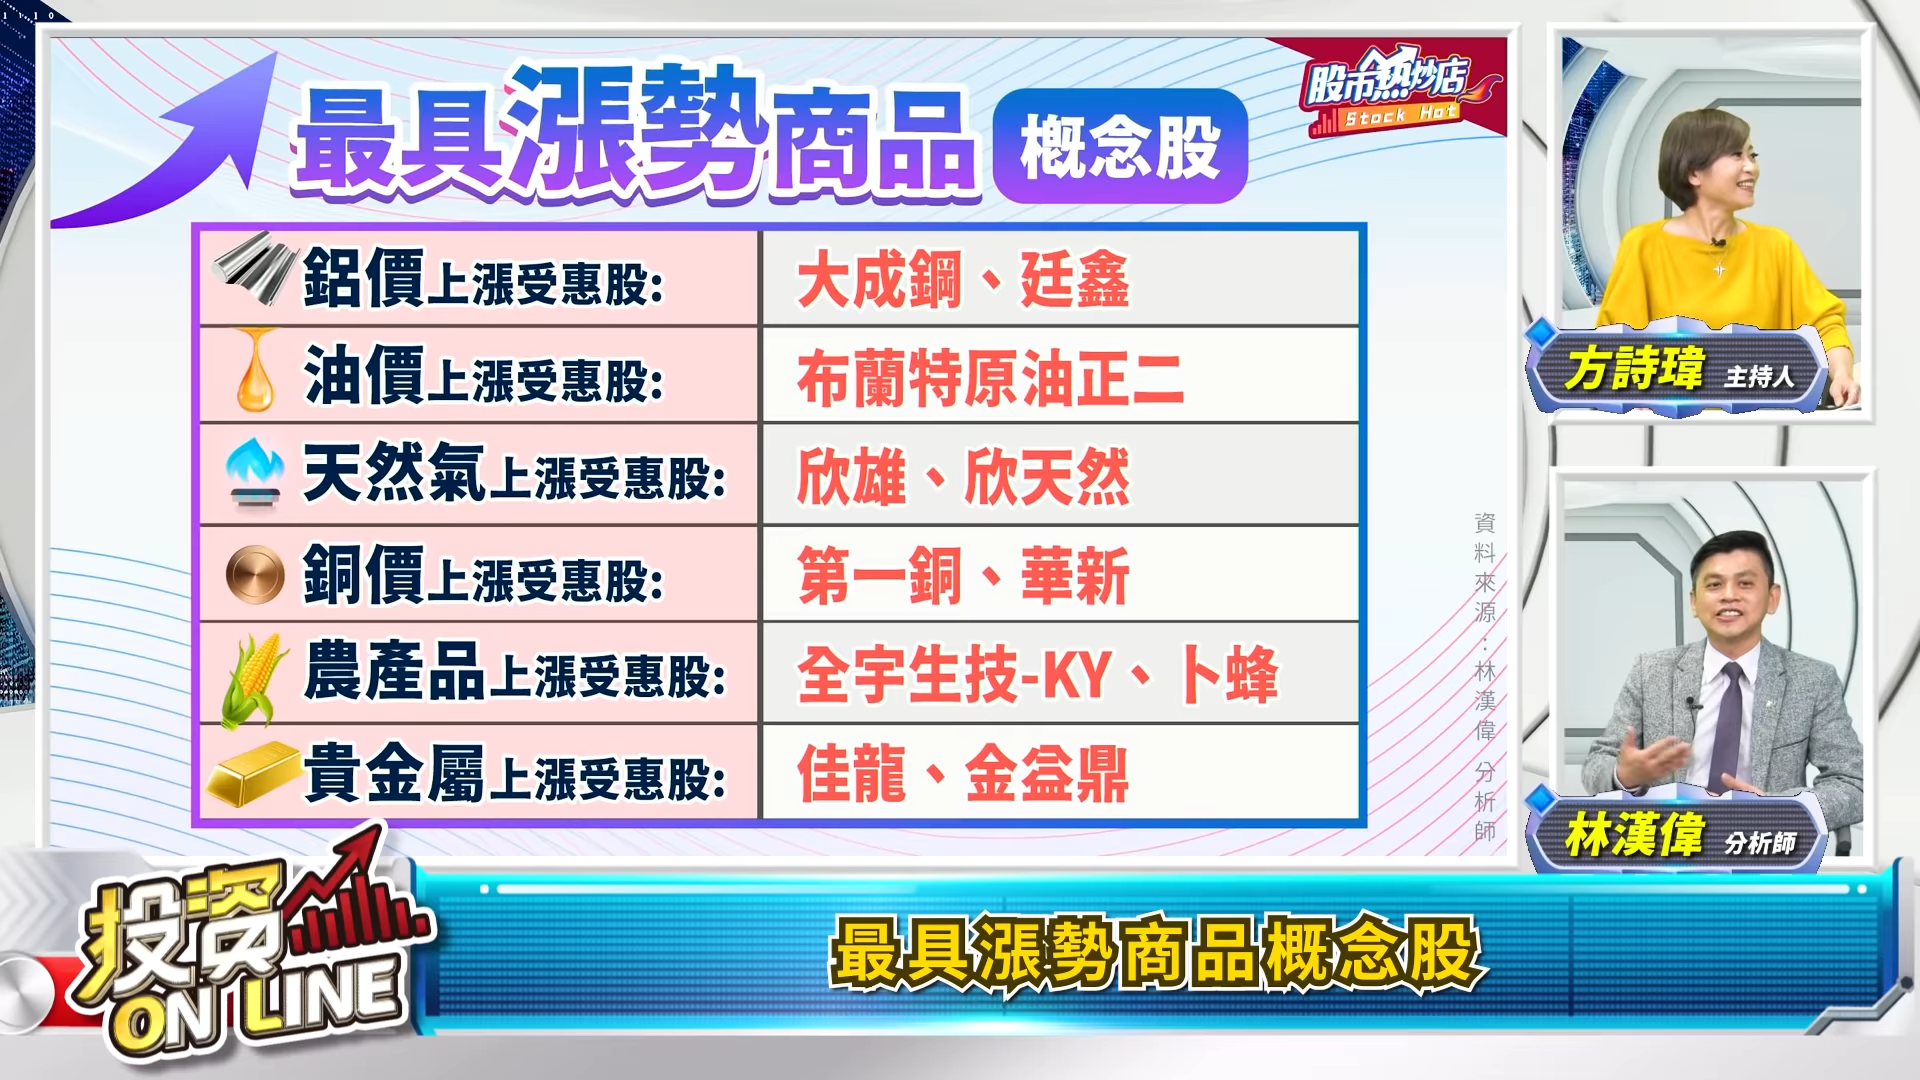 1110
最具漲勢商品 概念股
股市熱炒店
Stock Hot
鋁價上漲受惠股: 大成鋼、廷鑫
油價上漲受惠股: 布蘭特原油正二
天然氣上漲受惠股: 欣雄、欣天然
銅價上漲受惠股: 第一銅、華新
農產品上漲受惠股: 全宇生技-KY、卜蜂
貴金屬上漲受惠股: 佳龍、金益鼎
資料來源:林漢偉 分析師
方詩瑋 主持人
林漢偉 分析師
投資
ON LINE
最具漲勢商品概念股